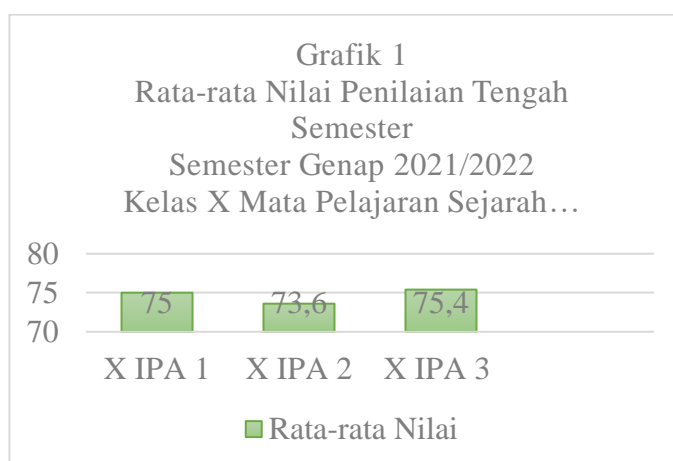 Grafik 1
Rata-rata Nilai Penilaian Tengah
Semester
Semester Genap 2021/2022
Kelas X Mata Pelajaran Sejarah…
80
75
70
75
73,6
75,4
X IPA 1
X IPA 2
X IPA 3
Rata-rata Nilai